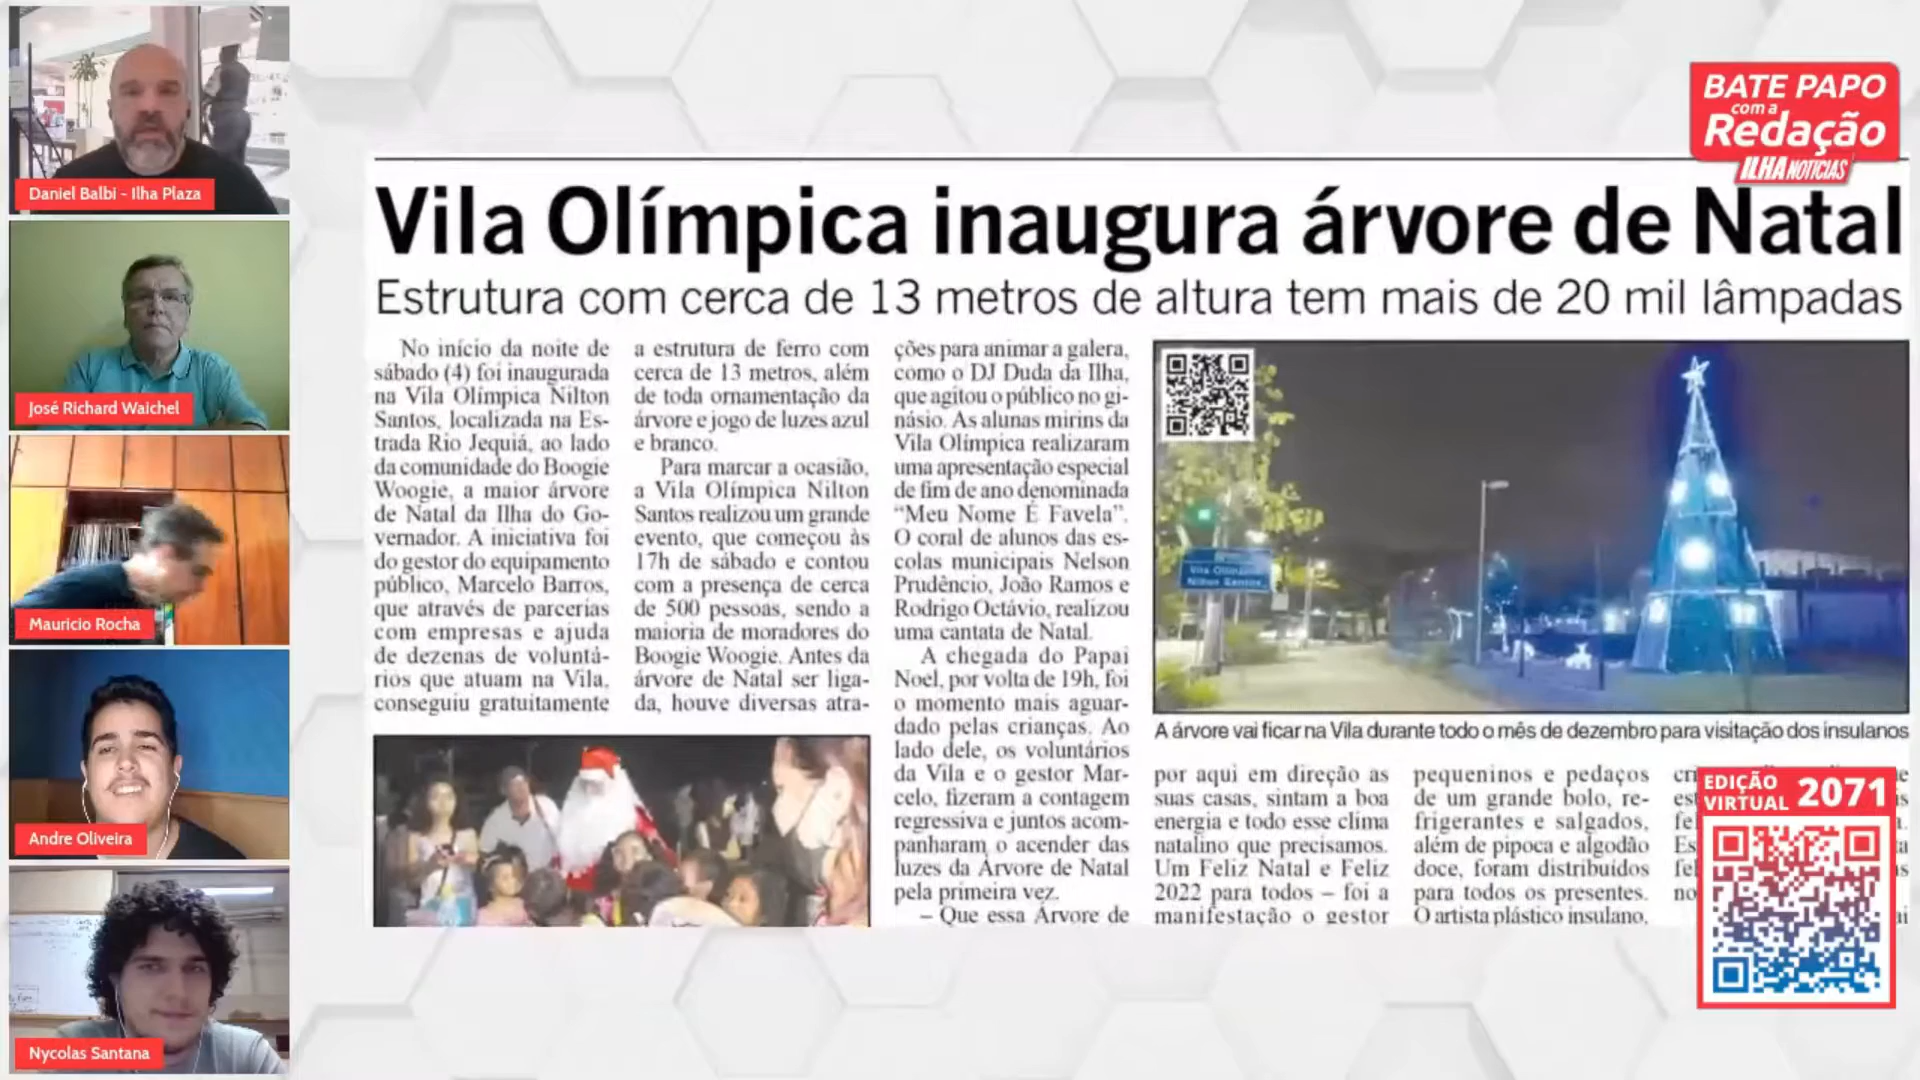 Daniel Balbi - Ilha Plaza
José Richard Waichel
Mauricio Rocha
Andre Oliveira
Nycolas Santana
BATE PAPO
com a
Redação
ILHA NOTÍCIAS
Vila Olímpica inaugura árvore de Natal
Estrutura com cerca de 13 metros de altura tem mais de 20 mil lâmpadas
No início da noite de
sábado (4) foi inaugurada
na Vila Olímpica Nilton
Santos, localizada na Es-
trada Rio Jequiá, ao lado
da comunidade do Boogie
Woogie, a maior árvore
de Natal da Ilha do Go-
vernador. A iniciativa foi
do gestor do equipamento
público, Marcelo Barros,
que através de parcerias
com empresas e ajuda
de dezenas de voluntá-
rios que atuam na Vila,
conseguiu gratuitamente
a estrutura de ferro com
cerca de 13 metros, além
de toda ornamentação da
árvore e jogo de luzes azul
e branco.
Para marcar a ocasião,
a Vila Olímpica Nilton
Santos realizou um grande
evento, que começou às
17h de sábado e contou
com a presença de cerca
de 500 pessoas, sendo a
maioria de moradores do
Boogie Woogie. Antes da
árvore de Natal ser liga-
da, houve diversas atra-
ções para animar a galera,
como o DJ Duda da Ilha,
que agitou o público no gi-
násio. As alunas mirins da
Vila Olímpica realizaram
uma apresentação especial
de fim de ano denominada
“Meu Nome É Favela”.
O coral de alunos das es-
colas municipais Nelson
Prudêncio, João Ramos e
Rodrigo Octávio, realizou
uma cantata de Natal.
A chegada do Papai
Noel, por volta de 19h, foi
o momento mais aguar-
dado pelas crianças. Ao
lado dele, os voluntários
da Vila e o gestor Mar-
celo, fizeram a contagem
regressiva e juntos acom-
panharam o acender das
luzes da Árvore de Natal
pela primeira vez.
– Que essa Árvore de
Vila Olímpica
Nilton Santos
A árvore vai ficar na Vila durante todo o mês de dezembro para visitação dos insulanos
por aqui em direção as
suas casas, sintam a boa
energia e todo esse clima
natalino que precisamos.
Um Feliz Natal e Feliz
2022 para todos – foi a
manifestação o gestor
pequeninos e pedaços
de um grande bolo, re-
frigerantes e salgados,
além de pipoca e algodão
doce, foram distribuídos
para todos os presentes.
O artista plástico insulano,
EDIÇÃO
VIRTUAL 2071